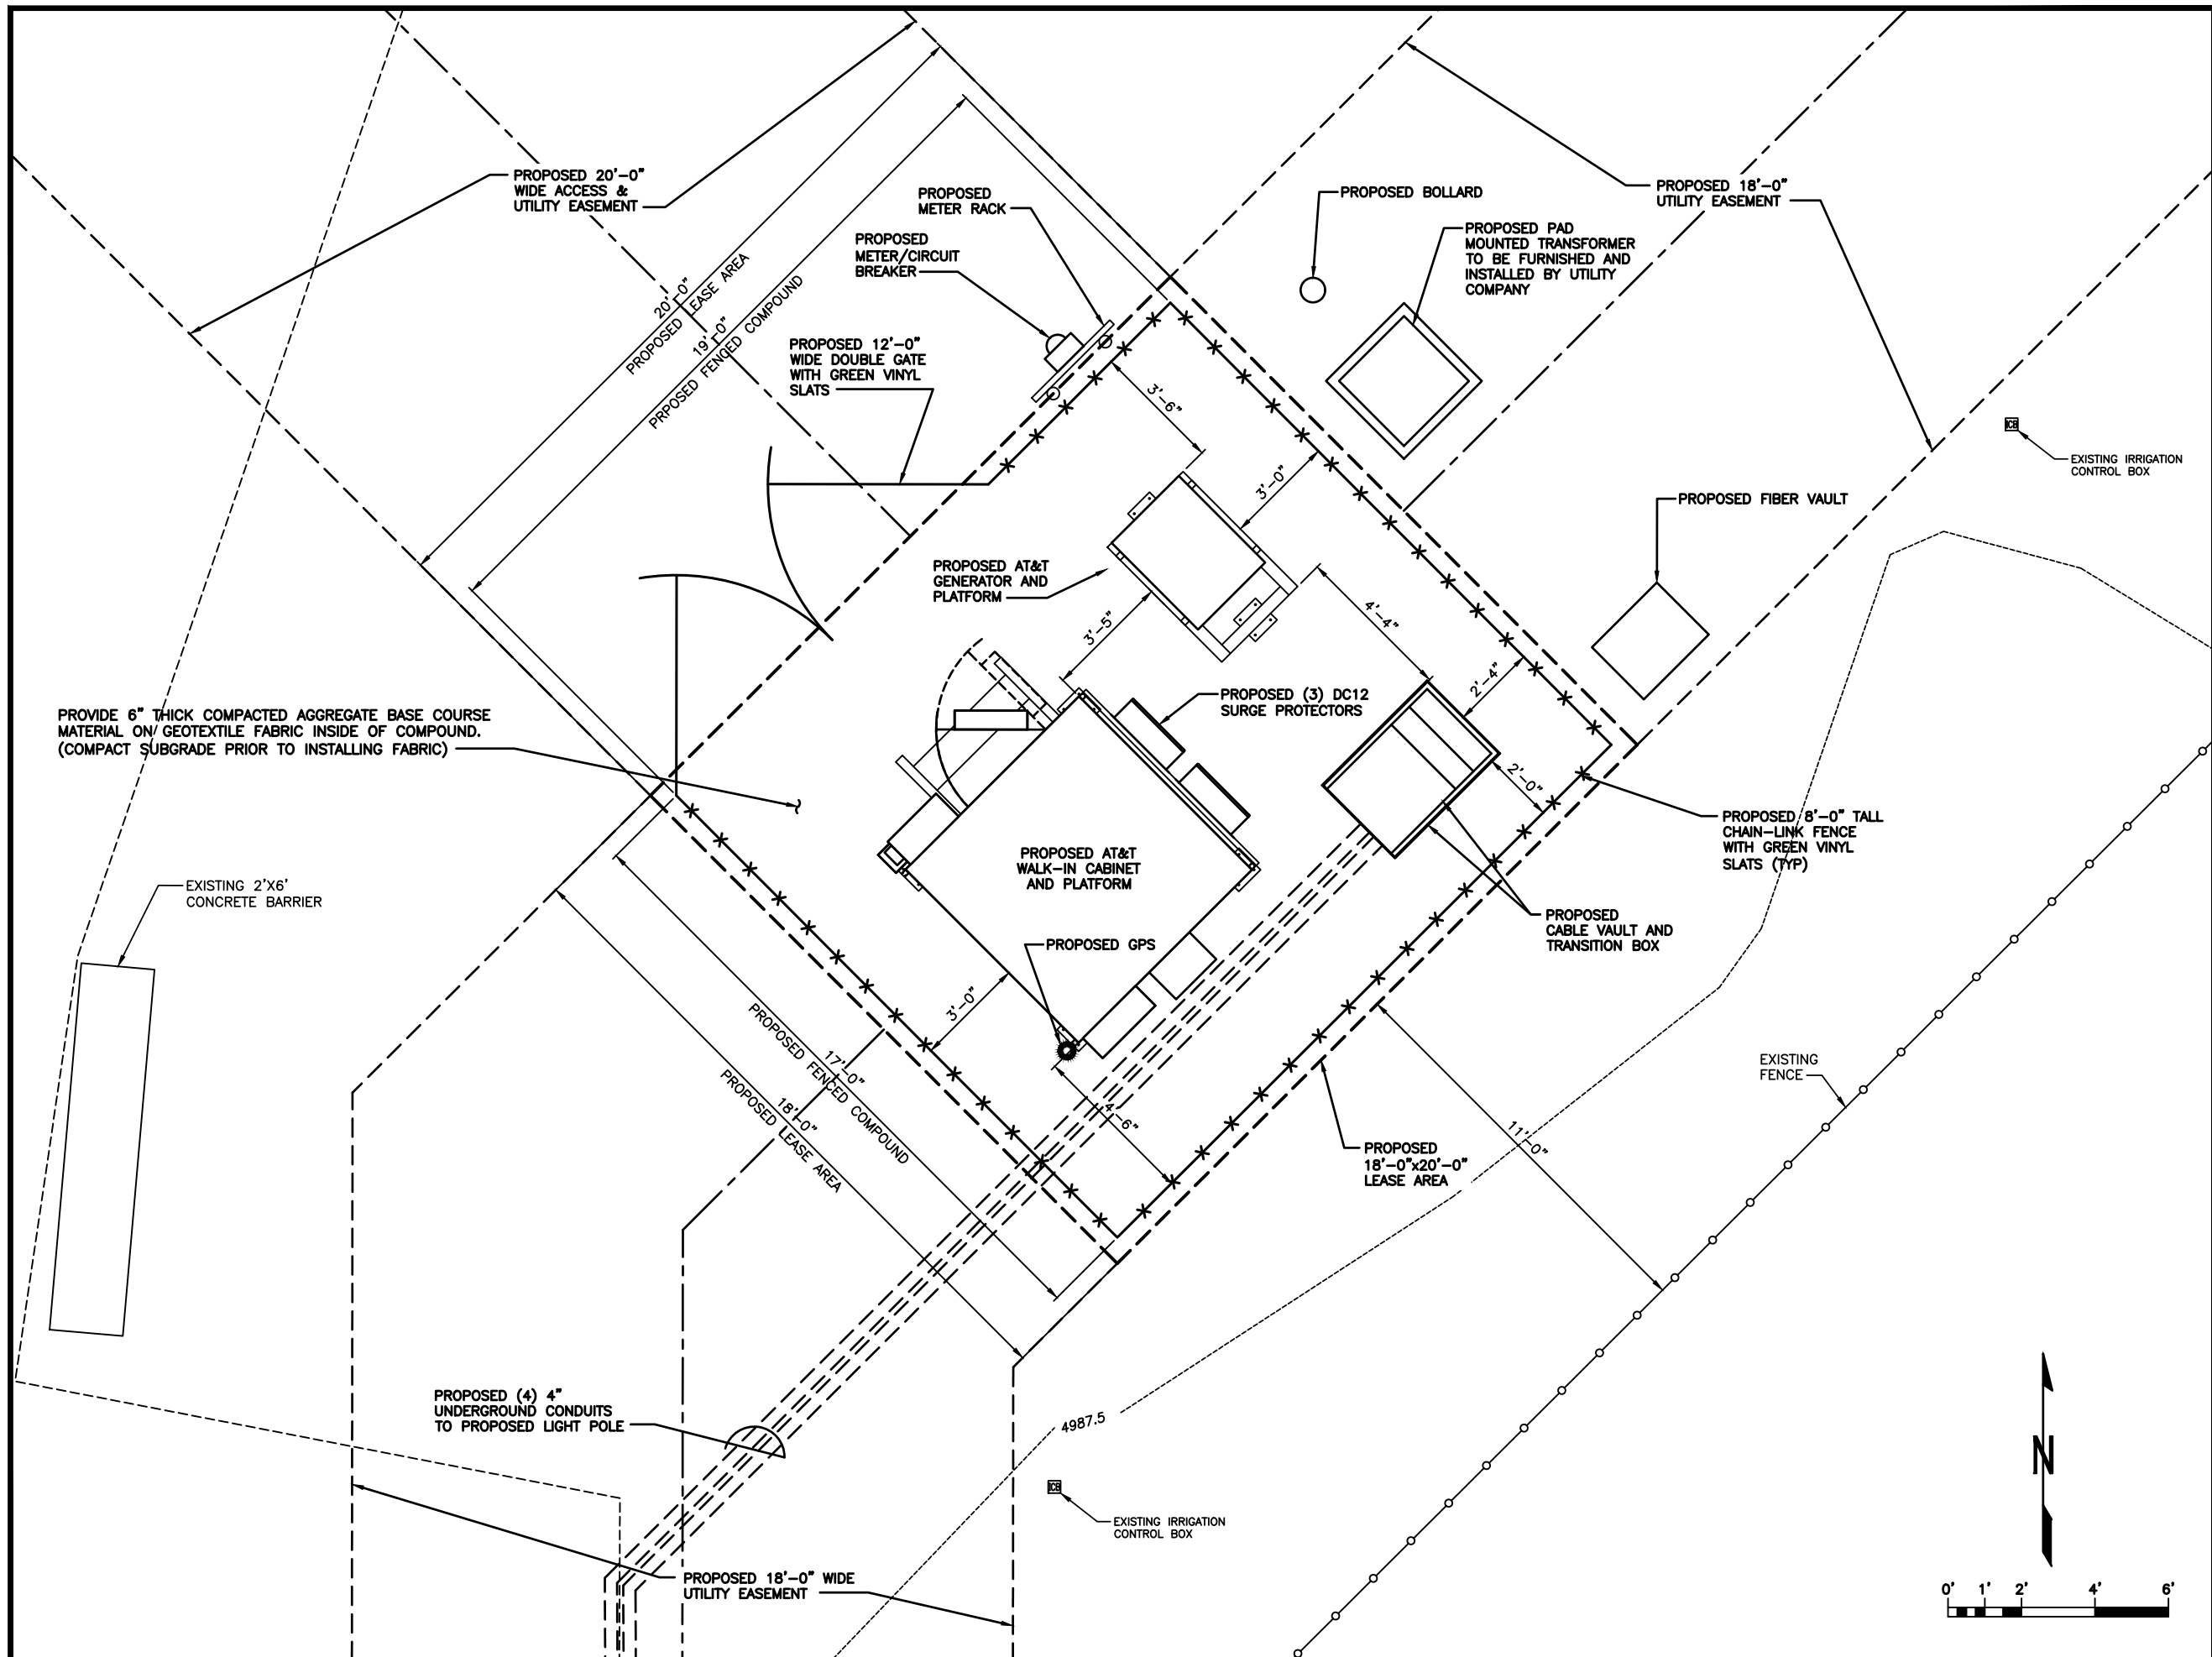 PROPOSED 20'-0"
WIDE ACCESS &
UTILITY EASEMENT
PROPOSED
METER RACK
PROPOSED
METER/CIRCUIT
BREAKER
PROPOSED 12'-0"
WIDE DOUBLE GATE
WITH GREEN VINYL
SLATS
PROPOSED BOLLARD
PROPOSED PAD
MOUNTED TRANSFORMER
TO BE FURNISHED AND
INSTALLED BY UTILITY
COMPANY
PROPOSED 18'-0"
UTILITY EASEMENT
20'-0"
PROPOSED LEASE AREA
19'-0"
PRPOSED FENCED COMPOUND
3'-6"
3'-0"
ICB
EXISTING IRRIGATION
CONTROL BOX
PROPOSED FIBER VAULT
PROPOSED AT&T
GENERATOR AND
PLATFORM
3'-5"
4'-4"
2'-4"
2'-0"
PROPOSED (3) DC12
SURGE PROTECTORS
PROVIDE 6" THICK COMPACTED AGGREGATE BASE COURSE
MATERIAL ON GEOTEXTILE FABRIC INSIDE OF COMPOUND.
(COMPACT SUBGRADE PRIOR TO INSTALLING FABRIC)
PROPOSED 8'-0" TALL
CHAIN-LINK FENCE
WITH GREEN VINYL
SLATS (TYP)
PROPOSED AT&T
WALK-IN CABINET
AND PLATFORM
EXISTING 2'X6'
CONCRETE BARRIER
PROPOSED
CABLE VAULT AND
TRANSITION BOX
PROPOSED GPS
3'-0"
17'-0"
PROPOSED FENCED COMPOUND
18'-0"
PROPOSED LEASE AREA
4'-6"
EXISTING
FENCE
11'-0"
PROPOSED
18'-0"x20'-0"
LEASE AREA
PROPOSED (4) 4"
UNDERGROUND CONDUITS
TO PROPOSED LIGHT POLE
4987.5
ICB
EXISTING IRRIGATION
CONTROL BOX
PROPOSED 18'-0" WIDE
UTILITY EASEMENT
N
0' 1' 2' 4' 6'